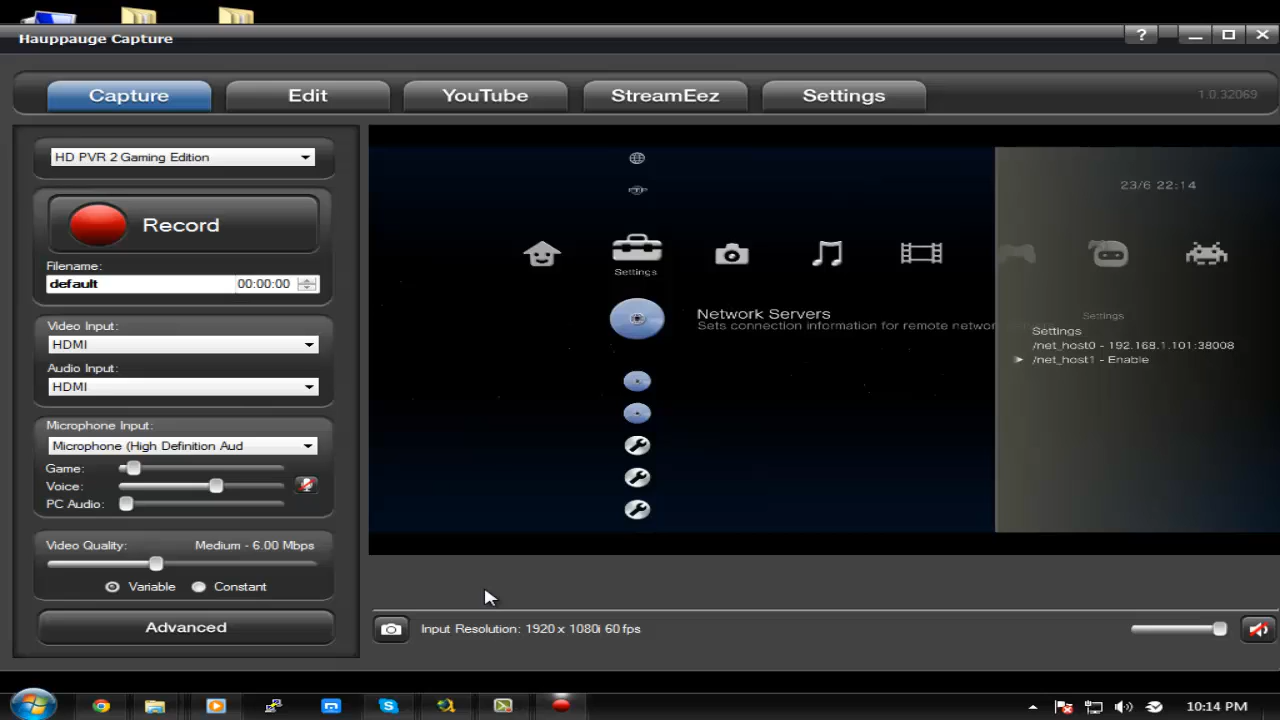 Hauppauge Capture
?
Capture
Edit
YouTube
StreamEez
Settings
1.0.32069
HD PVR 2 Gaming Edition
Record
Filename:
default
00:00:00
Video Input:
HDMI
Audio Input:
HDMI
Microphone Input:
Microphone (High Definition Aud
Game:
Voice:
PC Audio:
Video Quality:
Medium - 6.00 Mbps
Variable
Constant
Advanced
23/6 22:14
Settings
Network Servers
Sets connection information for remote networ
Settings
Settings
/net_host0 - 192.168.1.101:38008
/net_host1 - Enable
Input Resolution: 1920 x 1080i 60 fps
10:14 PM